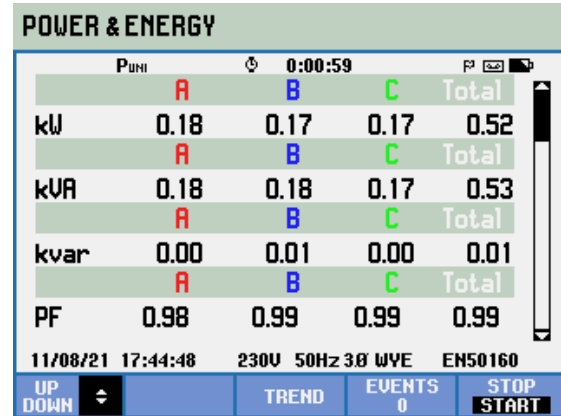 POWER & ENERGY
PUNI 0:00:59
A B C Total
kW 0.18 0.17 0.17 0.52
A B C Total
kVA 0.18 0.18 0.17 0.53
A B C Total
kvar 0.00 0.01 0.00 0.01
A B C Total
PF 0.98 0.99 0.99 0.99
11/08/21 17:44:48 230V 50Hz 3.Ø WYE EN50160
UP DOWN TREND EVENTS 0 STOP START